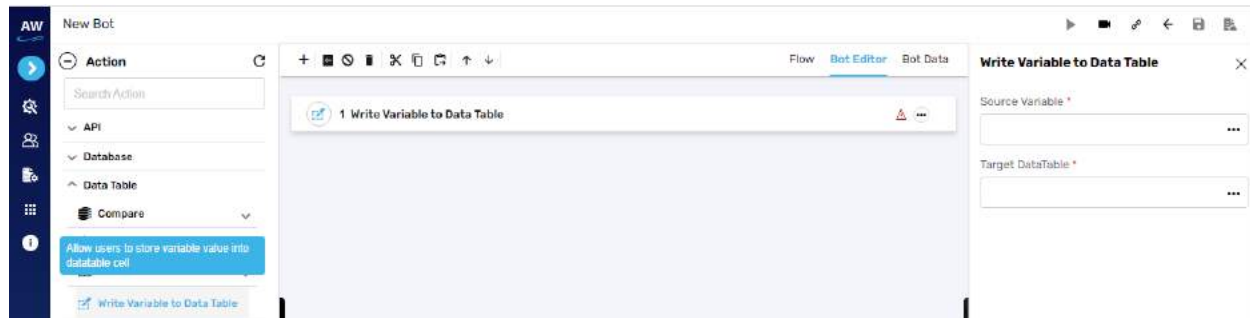 AW
New Bot
Action
Search Action
API
Database
Data Table
Compare
Allow users to store variable value into
datatable cell
Write Variable to Data Table
Flow Bot Editor Bot Data
1 Write Variable to Data Table
Write Variable to Data Table
Source Variable *
Target DataTable *